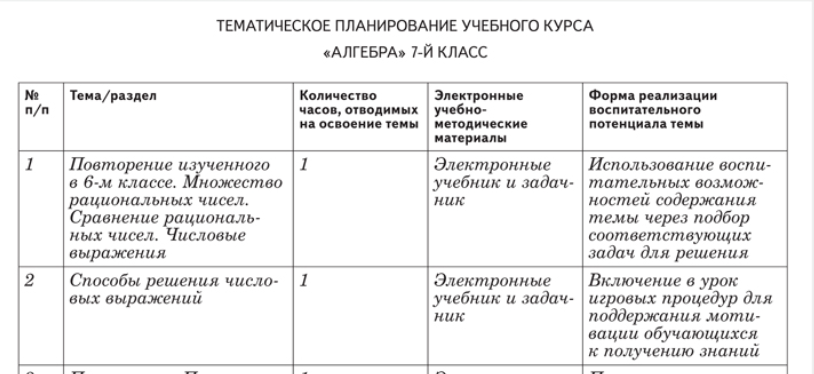 ТЕМАТИЧЕСКОЕ ПЛАНИРОВАНИЕ УЧЕБНОГО КУРСА
«АЛГЕБРА» 7-Й КЛАСС
№
п/п
Тема/раздел
Количество
часов, отводимых
на освоение темы
Электронные
учебно-
методические
материалы
Форма реализации
воспитательного
потенциала темы
1
Повторение изученного
в 6-м классе. Множество
рациональных чисел.
Сравнение рациональ-
ных чисел. Числовые
выражения
1
Электронные
учебник и задач-
ник
Использование воспи-
тательных возмож-
ностей содержания
темы через подбор
соответствующих
задач для решения
2
Способы решения число-
вых выражений
1
Электронные
учебник и задач-
ник
Включение в урок
игровых процедур для
поддержания моти-
вации обучающихся
к получению знаний